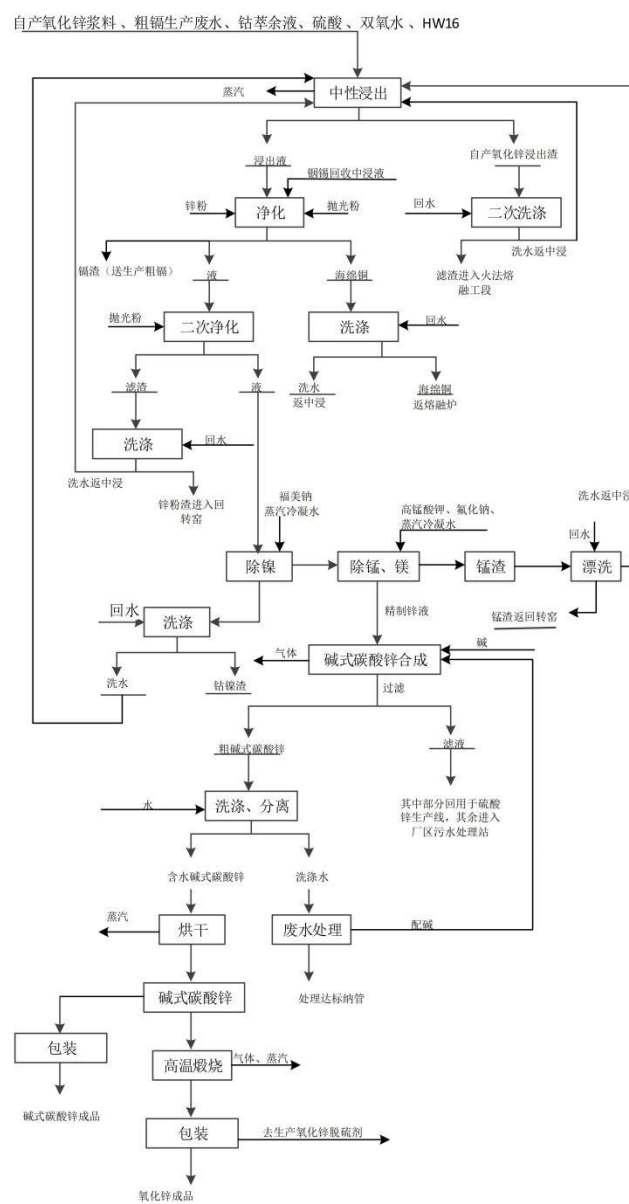 自产氧化锌浆料、粗镉生产废水、钴萃余液、硫酸、双氧水、HW16
蒸汽
中性浸出
浸出液
自产氧化锌浸出渣
铟锡回收中浸液
锌粉
净化
抛光粉
回水
二次洗涤
洗水返中浸
镉渣（送生产粗镉）
液
海绵铜
滤渣进入火法熔
融工段
抛光粉
二次净化
洗涤
回水
滤渣
液
洗水
返中浸
海绵铜
返熔融炉
洗涤
回水
洗水返中浸
锌粉渣进入回
转窑
福美钠
蒸汽冷凝水
高锰酸钾、氟化钠、
蒸汽冷凝水
洗水返中浸
回水
除镍
除锰、镁
锰渣
漂洗
回水
洗涤
精制锌液
锰渣返回转窑
洗水
钴镍渣
气体
碱式碳酸锌合成
碱
过滤
粗碱式碳酸锌
滤液
水
洗涤、分离
其中部分回用于硫酸
锌生产线，其余进入
厂区污水处理站
含水碱式碳酸锌
洗涤水
蒸汽
烘干
废水处理
配碱
碱式碳酸锌
处理达标纳管
包装
高温煅烧
气体、蒸汽
碱式碳酸锌成品
包装
去生产氧化锌脱硫剂
氧化锌成品